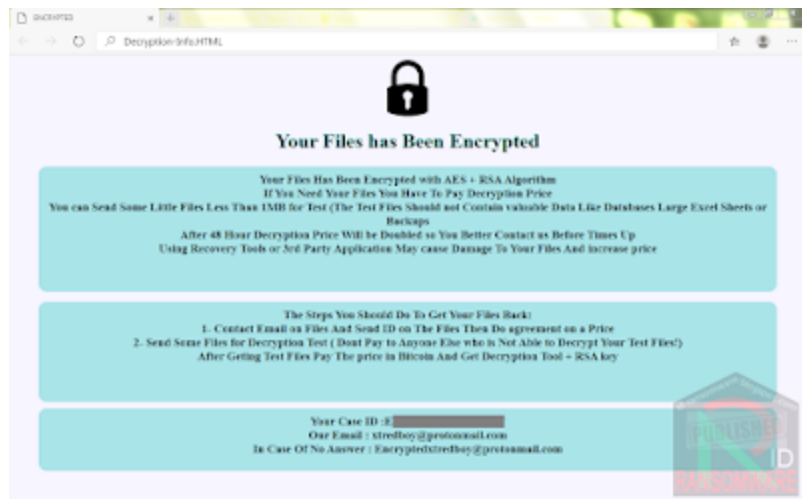 ENCRYPTED
Decryption-Info.HTML
Your Files has Been Encrypted
Your Files Has Been Encrypted with AES + RSA Algorithm
If You Need Your Files You Have To Pay Decryption Price
You can Send Some Little Files Less Than 1MB for Test (The Test Files Should not Contain valuable Data Like Databases Large Excel Sheets or
Backups
After 48 Hour Decryption Price Will be Doubled so You Better Contact us Before Times Up
Using Recovery Tools or 3rd Party Application May cause Damage To Your Files And increase price
The Steps You Should Do To Get Your Files Back:
1- Contact Email on Files And Send ID on The Files Then Do agreement on a Price
2- Send Some Files for Decryption Test ( Dont Pay to Anyone Else who is Not Able to Decrypt Your Test Files!)
After Geting Test Files Pay The price in Bitcoin And Get Decryption Tool + RSA key
Your Case ID :E
Our Email : xtredboy@protonmail.com
In Case Of No Answer : Encryptedxtredboy@protonmail.com
PUBLISHED
ID
RANSOMWARE